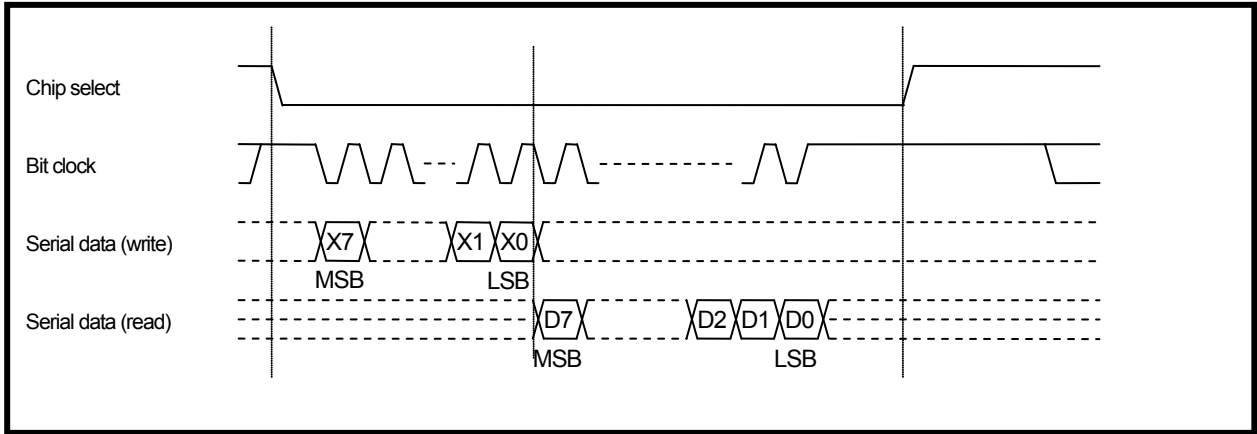 Chip select
Bit clock
Serial data (write)
X7 X1 X0
MSB LSB
Serial data (read)
D7 D2 D1 D0
MSB LSB